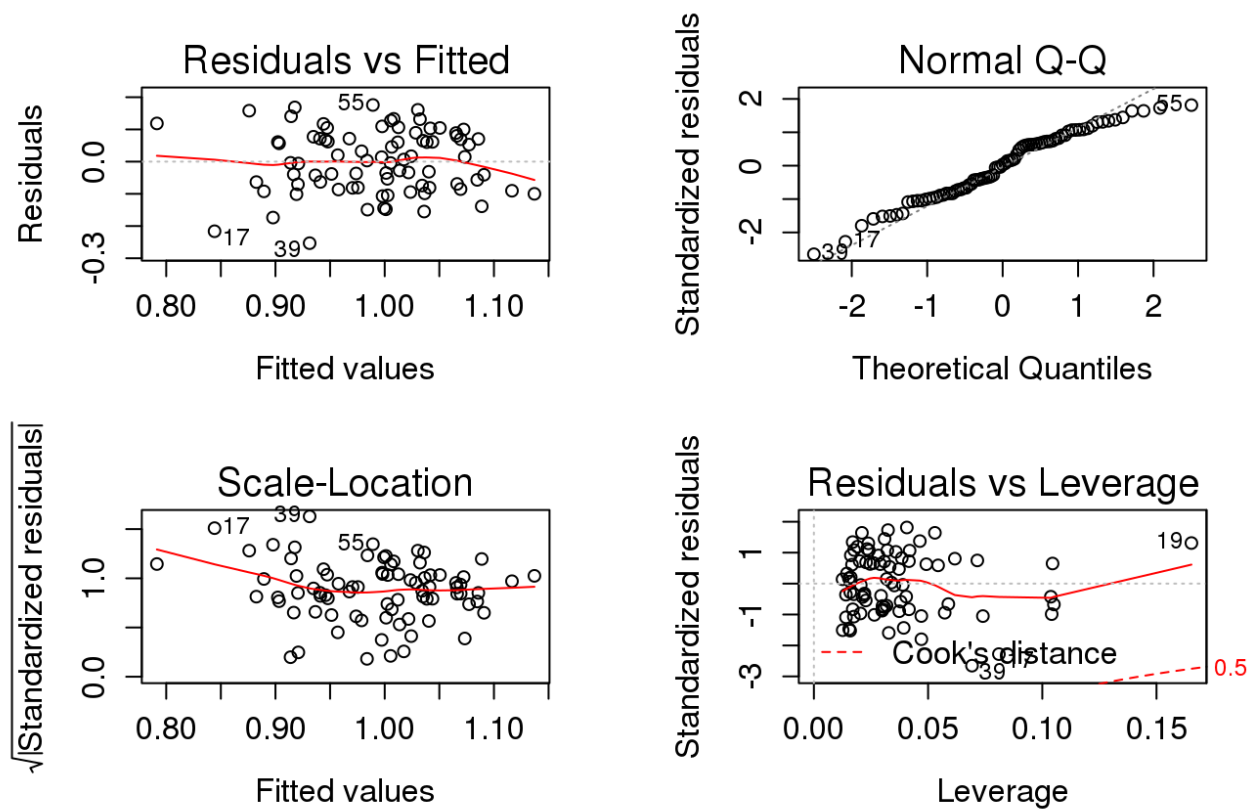 Residuals vs Fitted
Residuals
0.0
-0.3
55
17
39
0.80 0.90 1.00 1.10
Fitted values
Normal Q-Q
Standardized residuals
2
0
-2
55
17
39
-2 -1 0 1 2
Theoretical Quantiles
Scale-Location
√|Standardized residuals|
1.0
0.0
17
39
55
0.80 0.90 1.00 1.10
Fitted values
Residuals vs Leverage
Standardized residuals
1
-1
-3
19
Cook's distance
17
39
0.5
0.00 0.05 0.10 0.15
Leverage